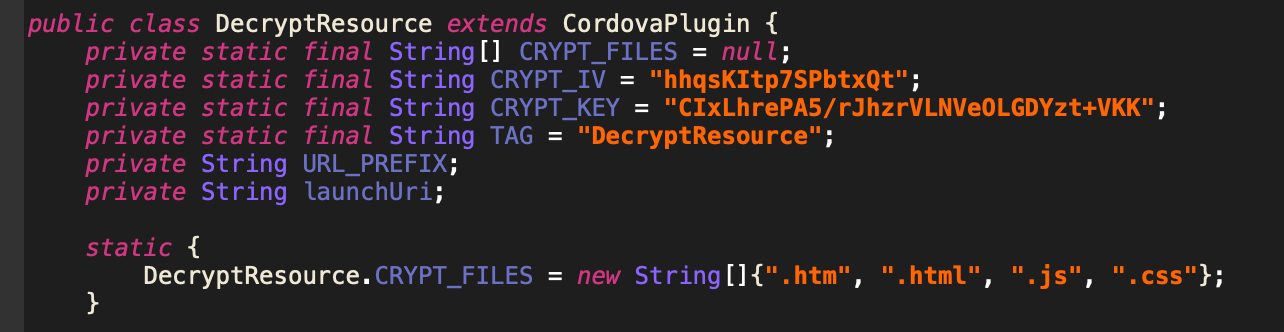 public class DecryptResource extends CordovaPlugin {
private static final String[] CRYPT_FILES = null;
private static final String CRYPT_IV = "hhqsKItp7SPbtxQt";
private static final String CRYPT_KEY = "CIxLhrePA5/rJhzrVLNVeOLGDYzt+VKK";
private static final String TAG = "DecryptResource";
private String URL_PREFIX;
private String launchUri;
static {
DecryptResource.CRYPT_FILES = new String[]{".htm", ".html", ".js", ".css"};
}